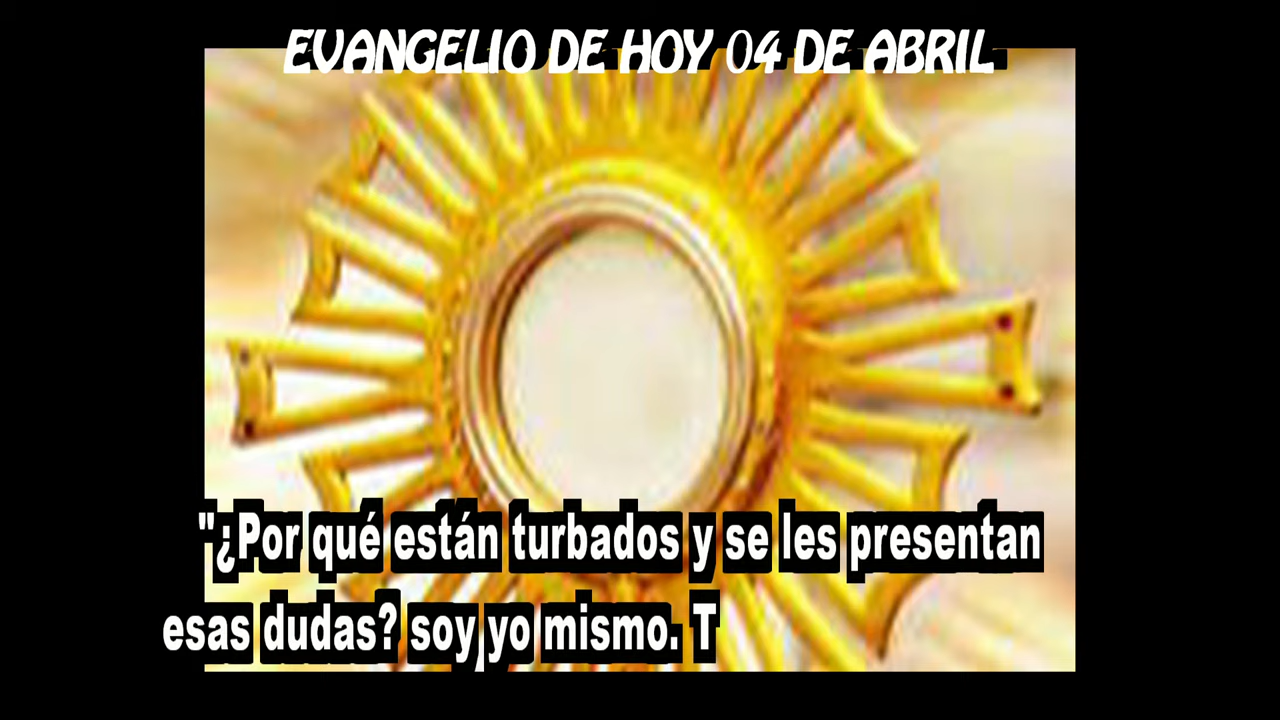 EVANGELIO DE HOY 04 DE ABRIL
"¿Por qué están turbados y se les presentan
esas dudas? soy yo mismo. T